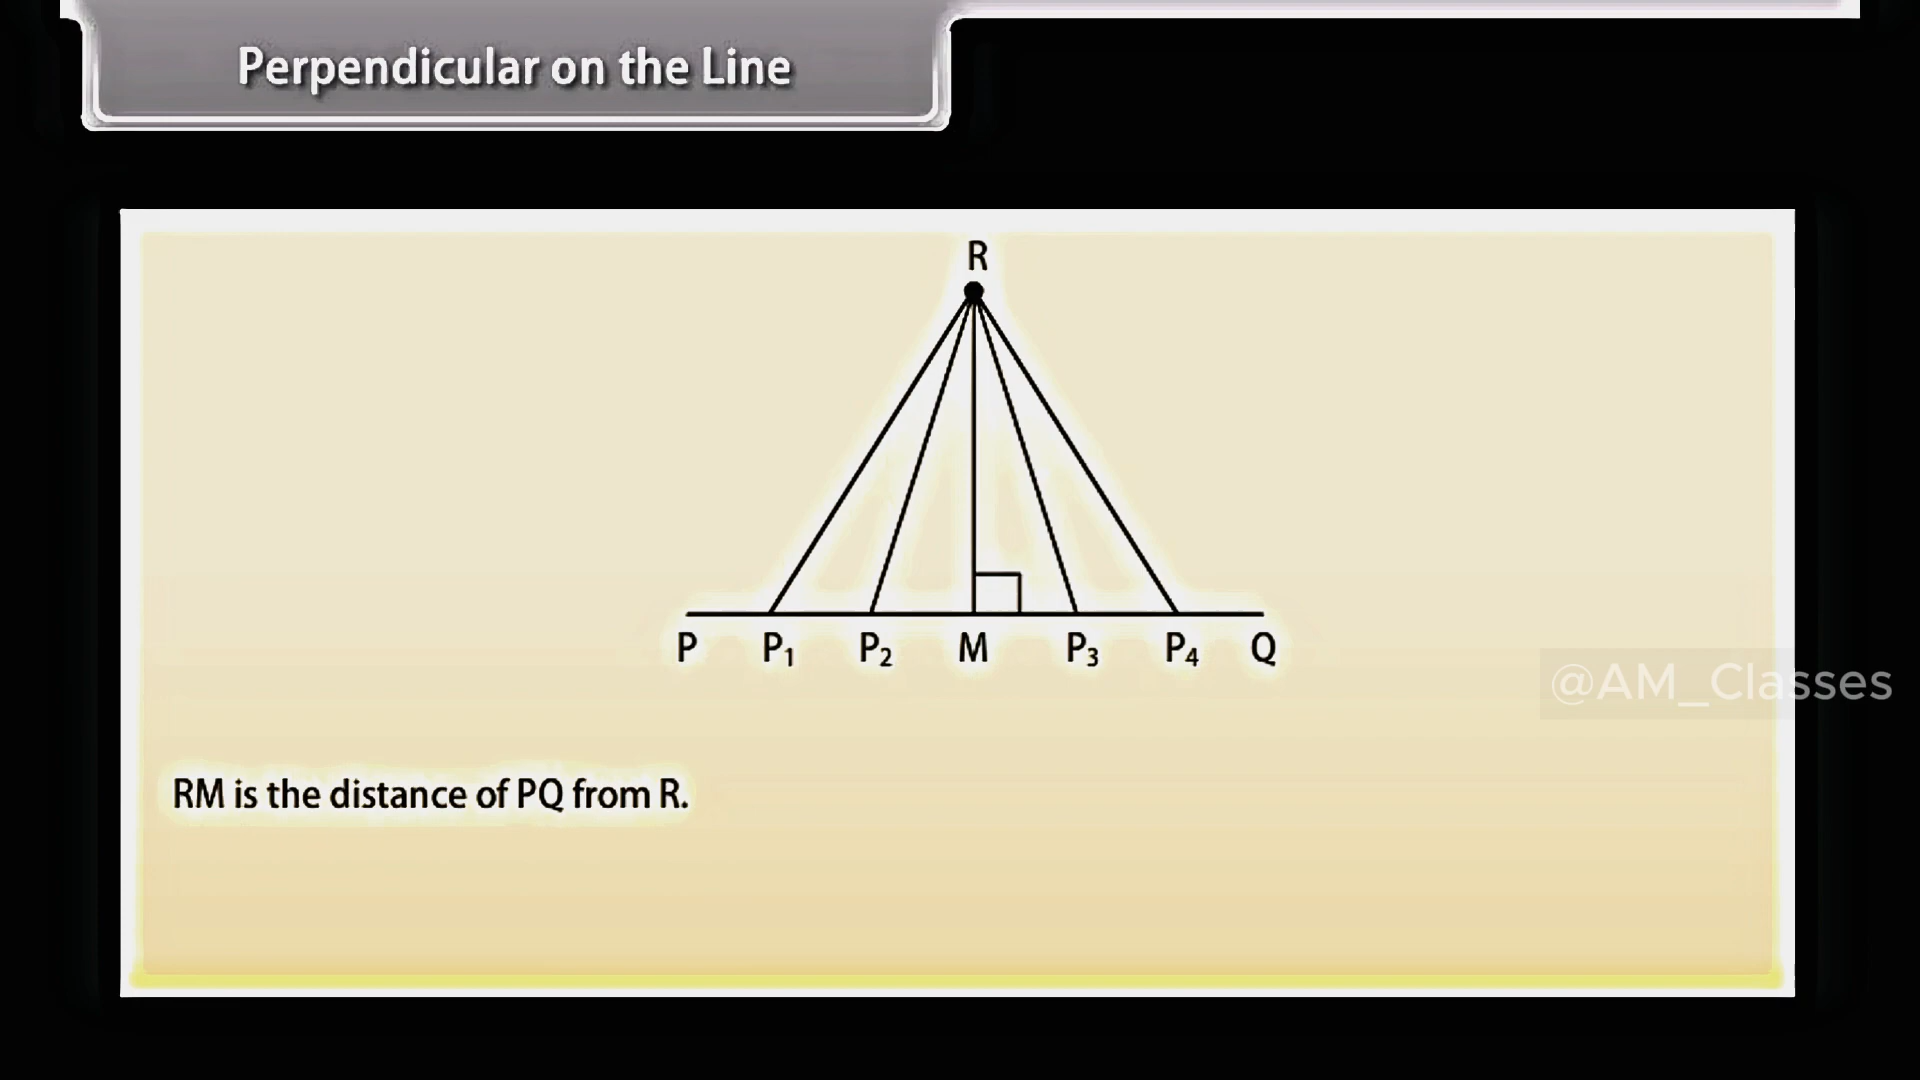 Perpendicular on the Line
R
P P₁ P₂ M P₃ P₄ Q
@AM_Classes
RM is the distance of PQ from R.